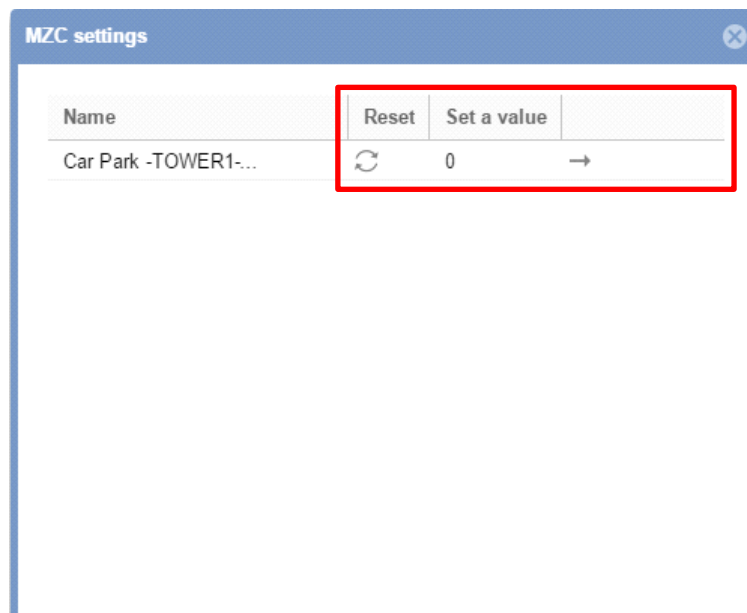 MZC settings
Name Reset Set a value
Car Park -TOWER1-... 0 →